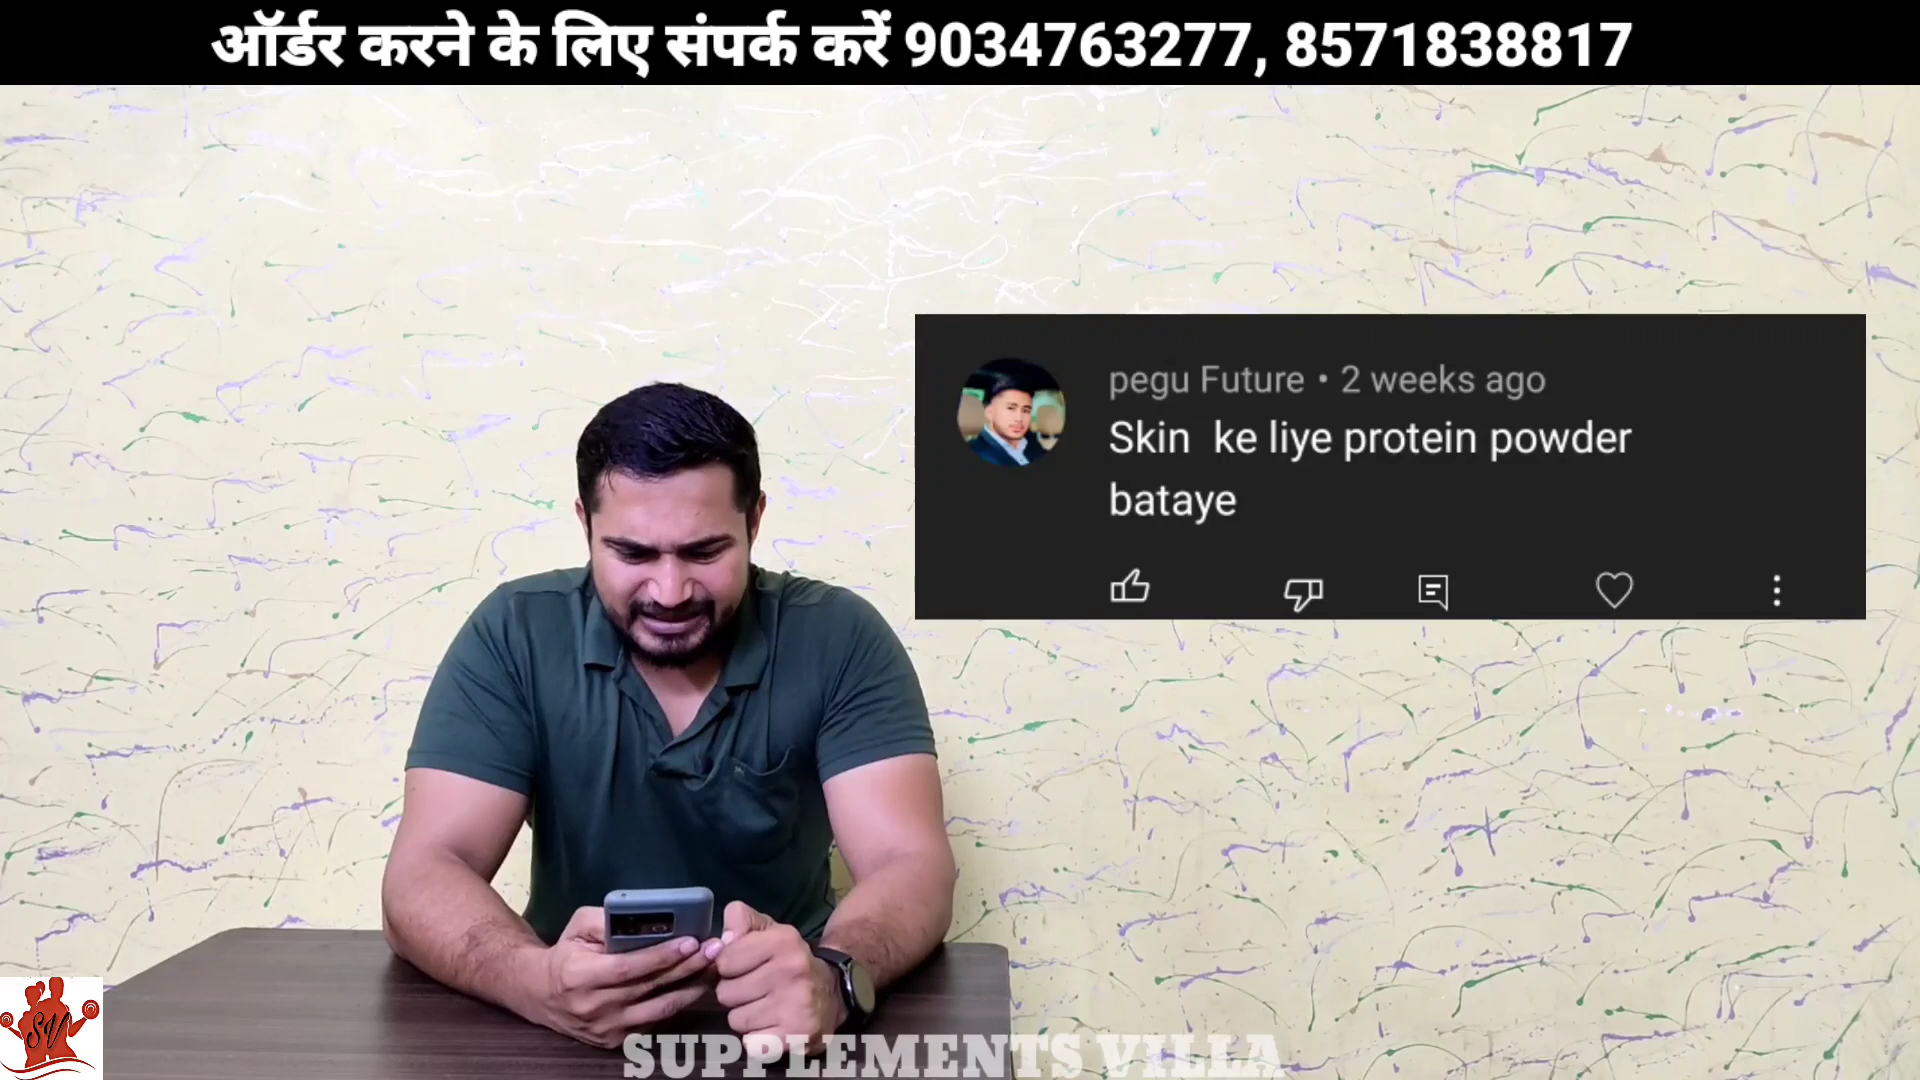 ऑर्डर करने के लिए संपर्क करें 9034763277, 8571838817
pegu Future • 2 weeks ago
Skin ke liye protein powder
bataye
SV
SUPPLEMENTS VILLA